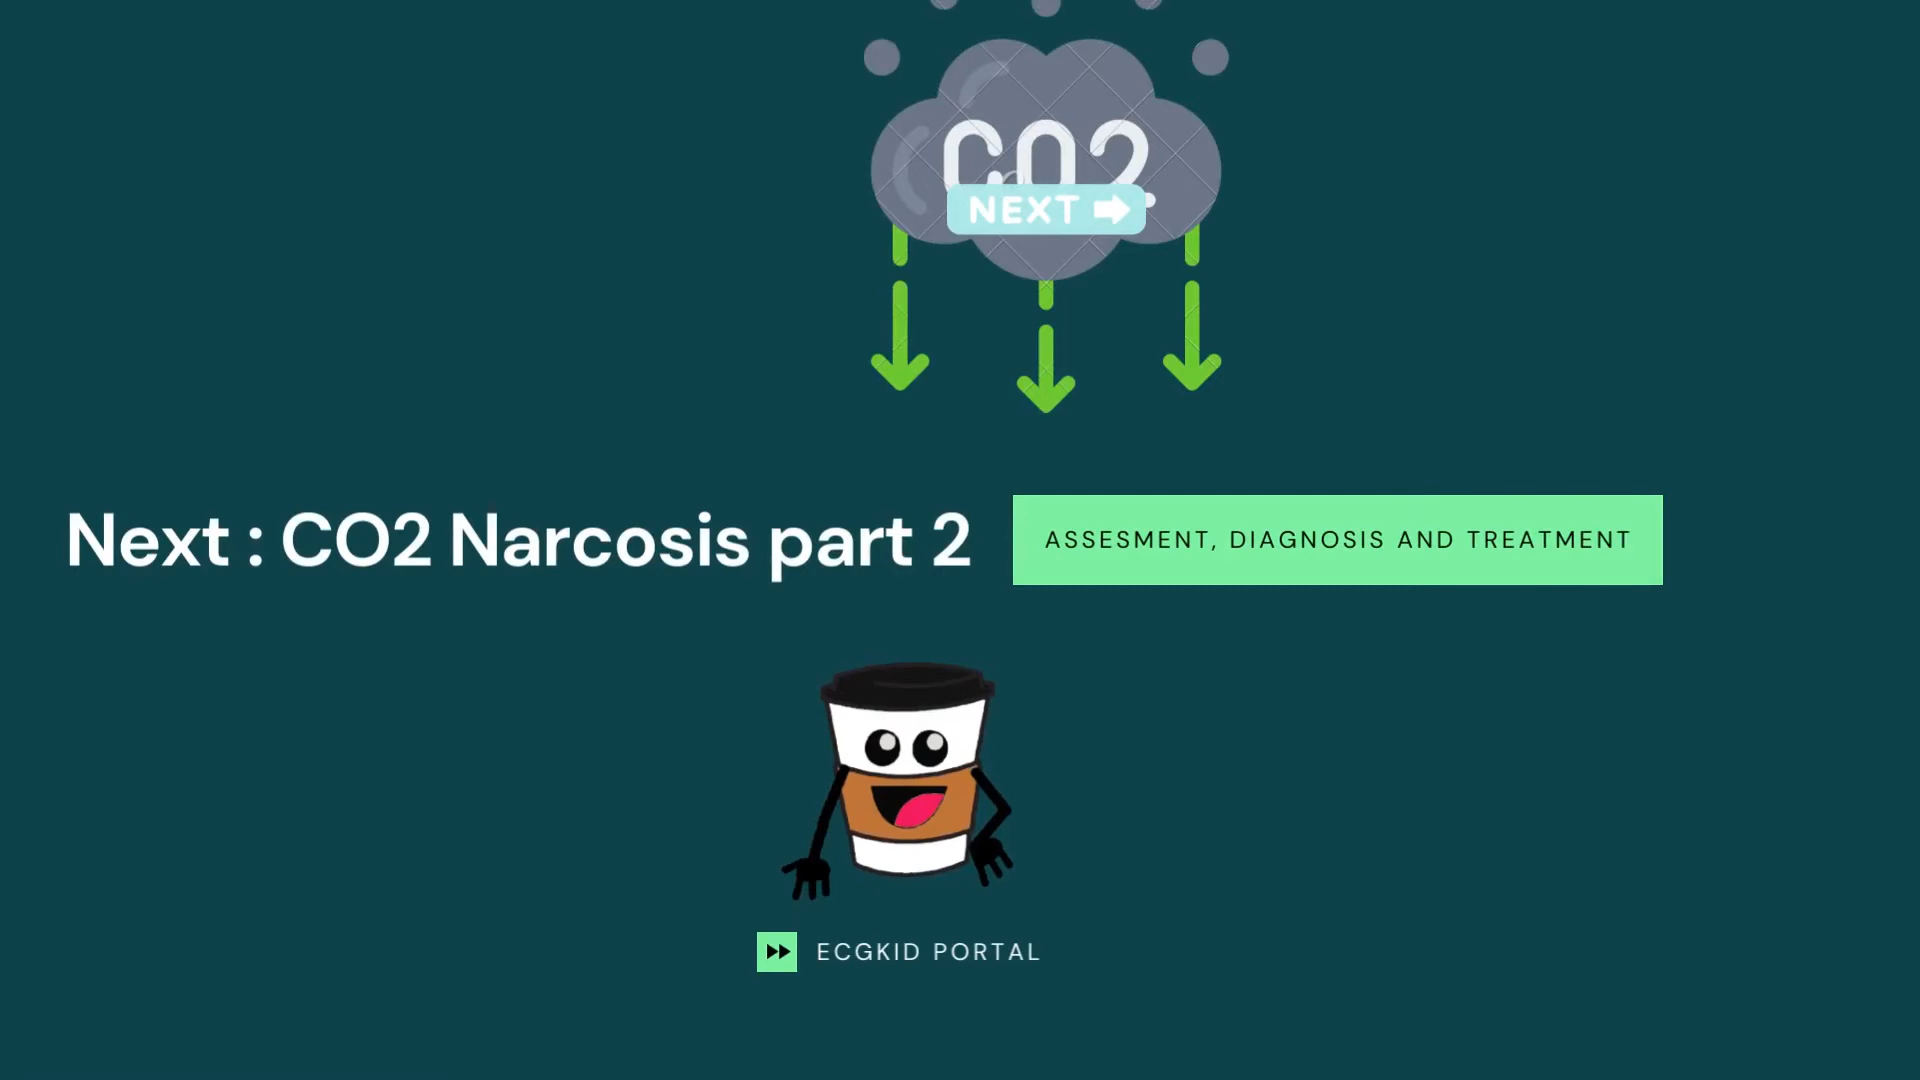 CO2
NEXT
Next : CO2 Narcosis part 2
ASSESMENT, DIAGNOSIS AND TREATMENT
ECGKID PORTAL